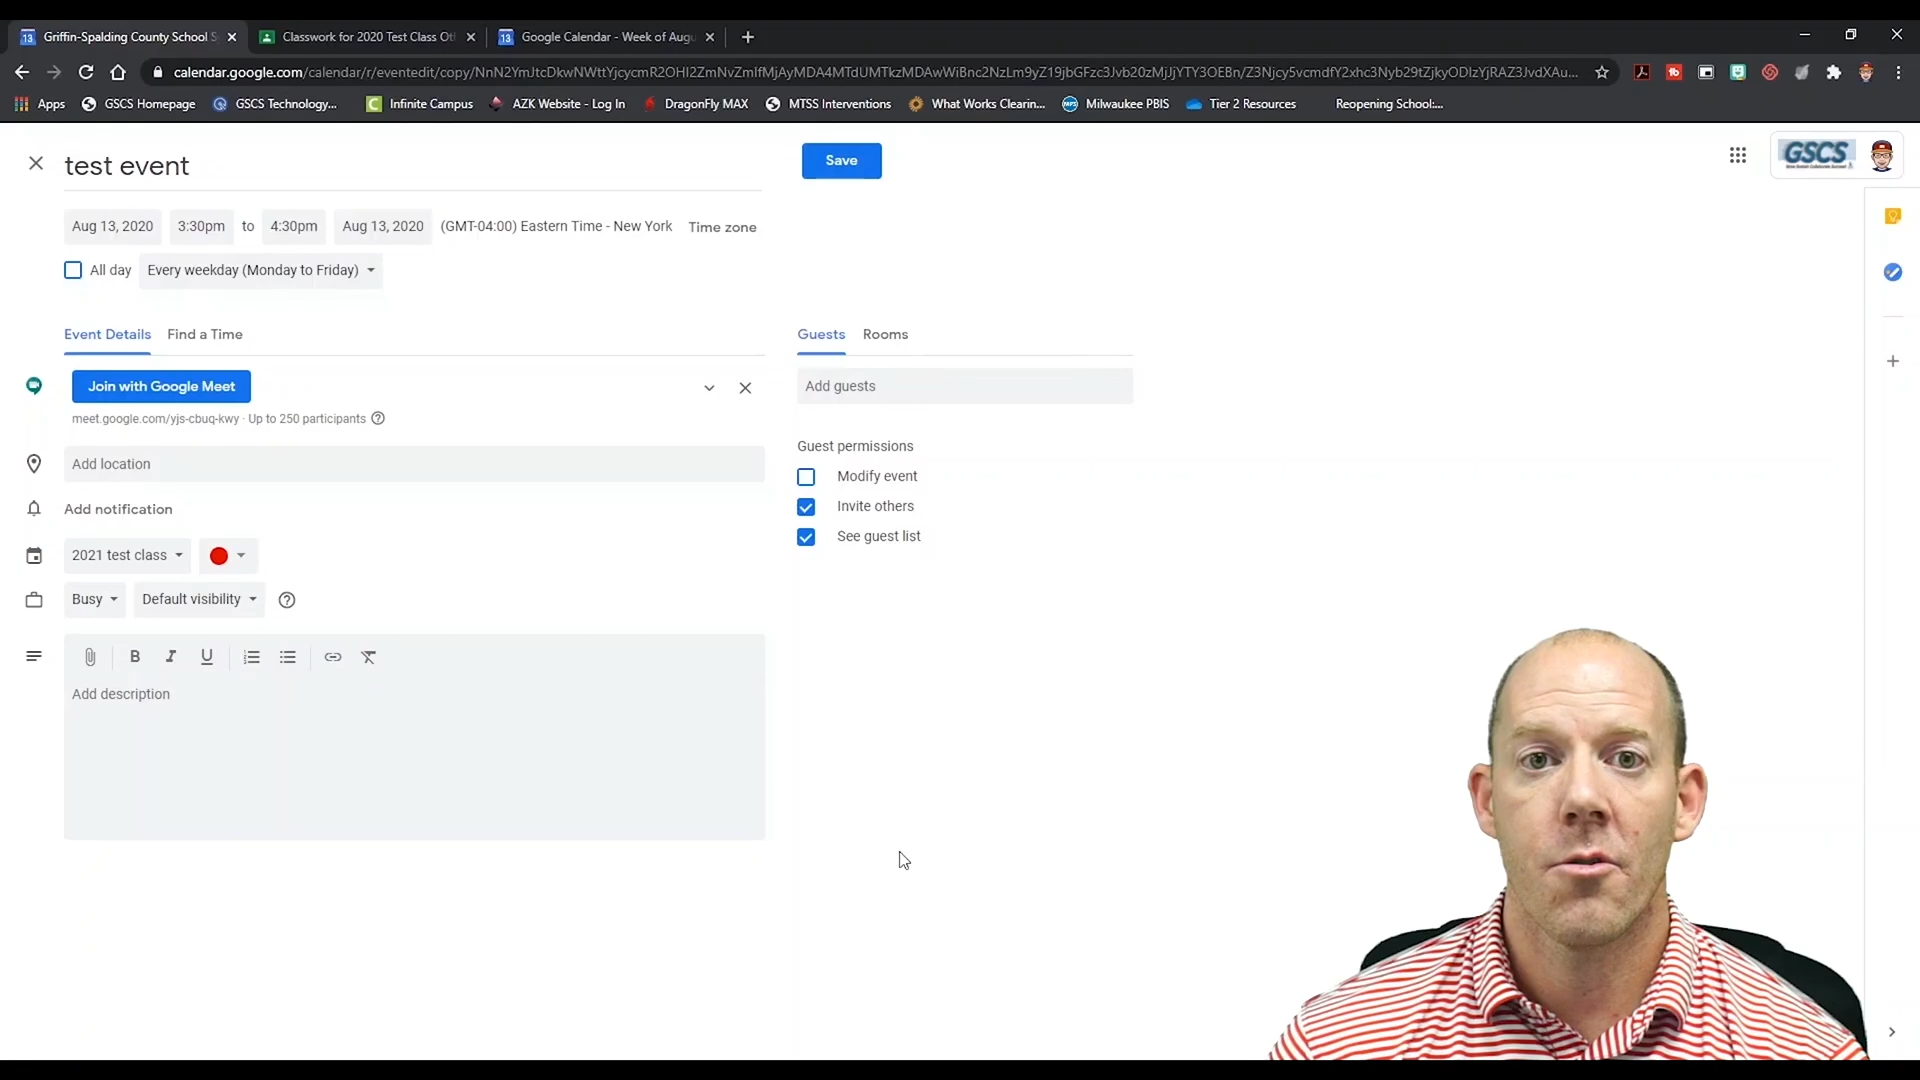 Griffin-Spalding County School S
Classwork for 2020 Test Class Ot
Google Calendar - Week of Augu
calendar.google.com/calendar/r/eventedit/copy/
Apps
GSCS Homepage
GSCS Technology...
Infinite Campus
AZK Website - Log In
DragonFly MAX
MTSS Interventions
What Works Clearin...
Milwaukee PBIS
Tier 2 Resources
Reopening School:...
test event
Save
GSCS
Aug 13, 2020 3:30pm to 4:30pm Aug 13, 2020 (GMT-04:00) Eastern Time - New York Time zone
All day Every weekday (Monday to Friday)
Event Details Find a Time
Guests Rooms
Join with Google Meet
meet.google.com/yjs-cbuq-kwy · Up to 250 participants
Add guests
Guest permissions
Modify event
Invite others
See guest list
Add location
Add notification
2021 test class
Busy Default visibility
B I U
Add description